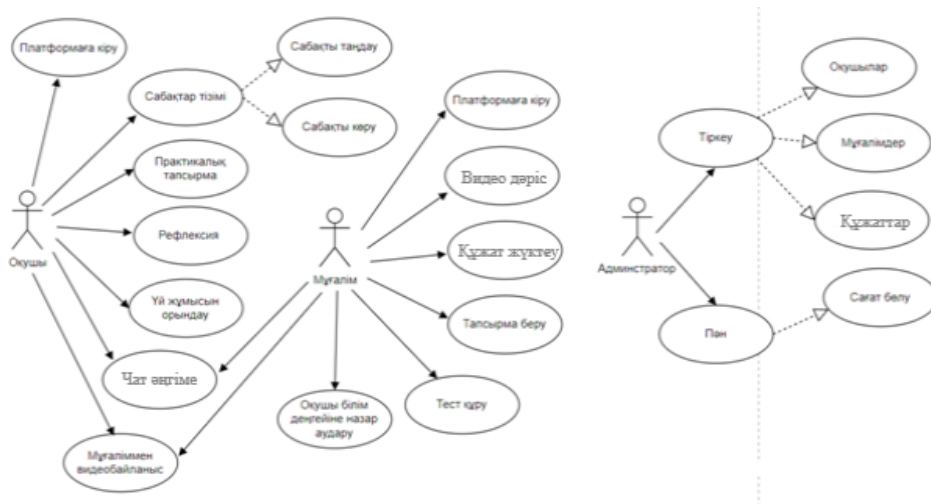 Платформаға кіру
Сабақтар тізімі
Сабақты таңдау
Сабақты көру
Практикалық
тапсырма
Рефлексия
Үй жұмысын
орындау
Чат әңгіме
Мұғаліммен
видеобайланыс
Оқушы
Мұғалім
Платформаға кіру
Видео дәріс
Құжат жүктеу
Тапсырма беру
Тест құру
Оқушы білім
деңгейіне назар
аудару
Админстратор
Тіркеу
Оқушылар
Мұғалімдер
Құжаттар
Пән
Сағат бөлу